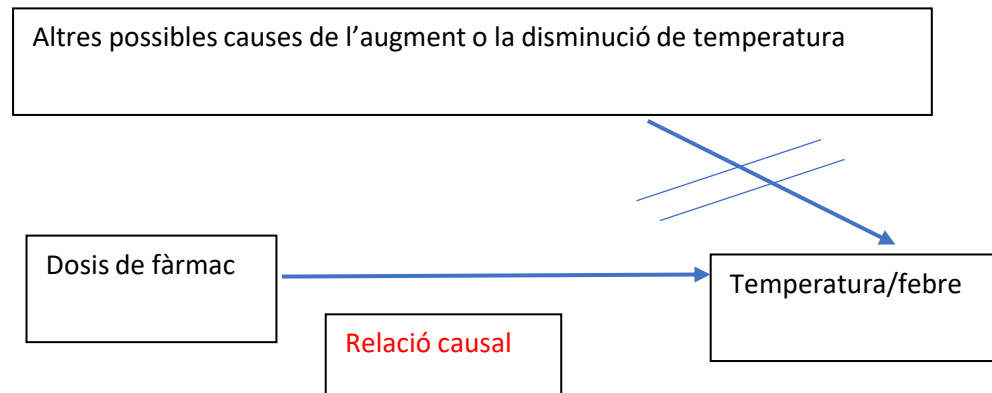 Altres possibles causes de l’augment o la disminució de temperatura
Dosis de fàrmac
Temperatura/febre
Relació causal